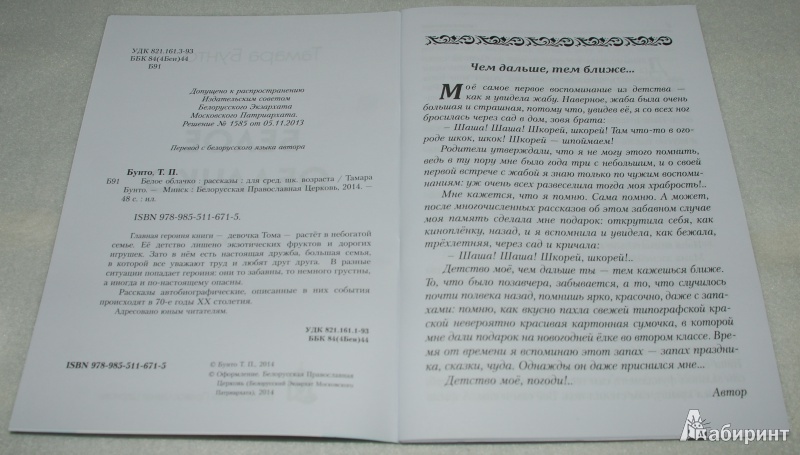 УДК 821.161.3-93
ББК 84(4Беи)44
Б91
Допущено к распространению
Издательским советом
Белорусского Экзархата
Московского Патриархата.
Решение № 1585 от 05.11.2013
Перевод с белорусского языка автора
Бунто, Т. П.
Б91 Белое облачко : рассказы : для сред. шк. возраста / Тамара
Бунто. — Минск : Белорусская Православная Церковь, 2014. —
48 с. : ил.
ISBN 978-985-511-671-5.
Главная героиня книги — девочка Тома — растёт в небогатой
семье. Её детство лишено экзотических фруктов и дорогих
игрушек. Зато в нём есть настоящая дружба, большая семья,
в которой все уважают труд и любят друг друга. В разные
ситуации попадает героиня: они то забавны, то немного грустны,
а иногда и по-настоящему опасны.
Рассказы автобиографические, описанные в них события
происходят в 70-е годы XX столетия.
Адресовано юным читателям.
УДК 821.161.1-93
ББК 84(4Беи)44
ISBN 978-985-511-671-5
© Бунто Т. П., 2014
© Оформление. Белорусская Православная
Церковь (Белорусский Экзархат Московского
Патриархата), 2014
Чем дальше, тем ближе...
Моё самое первое воспоминание из детства —
как я увидела жабу. Наверное, жаба была очень
большая и страшная, потому что, увидев её, я со всех ног
бросилась через сад в дом, зовя брата:
– Шаша! Шаша! Шкорей, шкорей! Там что-то в ого-
роде шкок, шкок! Шкорей — шпоймаем!
Родители утверждали, что я не могу этого помнить,
ведь в ту пору мне было года три с небольшим, и о своей
первой встрече с жабой я знаю только по чужим воспоми-
наниям: уж очень всех развеселила тогда моя храбрость!..
Мне кажется, что я помню. Сама помню. А может,
после многочисленных рассказов об этом забавном случае
моя память сделала мне подарок: открутила себя, как
киноплёнку, назад, и я вспомнила и увидела, как бежала,
трёхлетняя, через сад и кричала:
– Шаша! Шаша! Шкорей, шкорей!..
Детство моё, чем дальше ты — тем кажешься ближе.
То, что было позавчера, забывается, а то, что случилось
почти полвека назад, помнишь ярко, красочно, даже с запа-
хами: помню, как вкусно пахла свежей типографской крас-
кой невероятно красивая картонная сумочка, в которой
мне дали подарок на новогодней ёлке во втором классе. Вре-
мя от времени я вспоминаю этот запах — запах праздни-
ка, сказки, чуда. Однажды он даже приснился мне...
Детство моё, погоди!..
Автор
Лабиринт